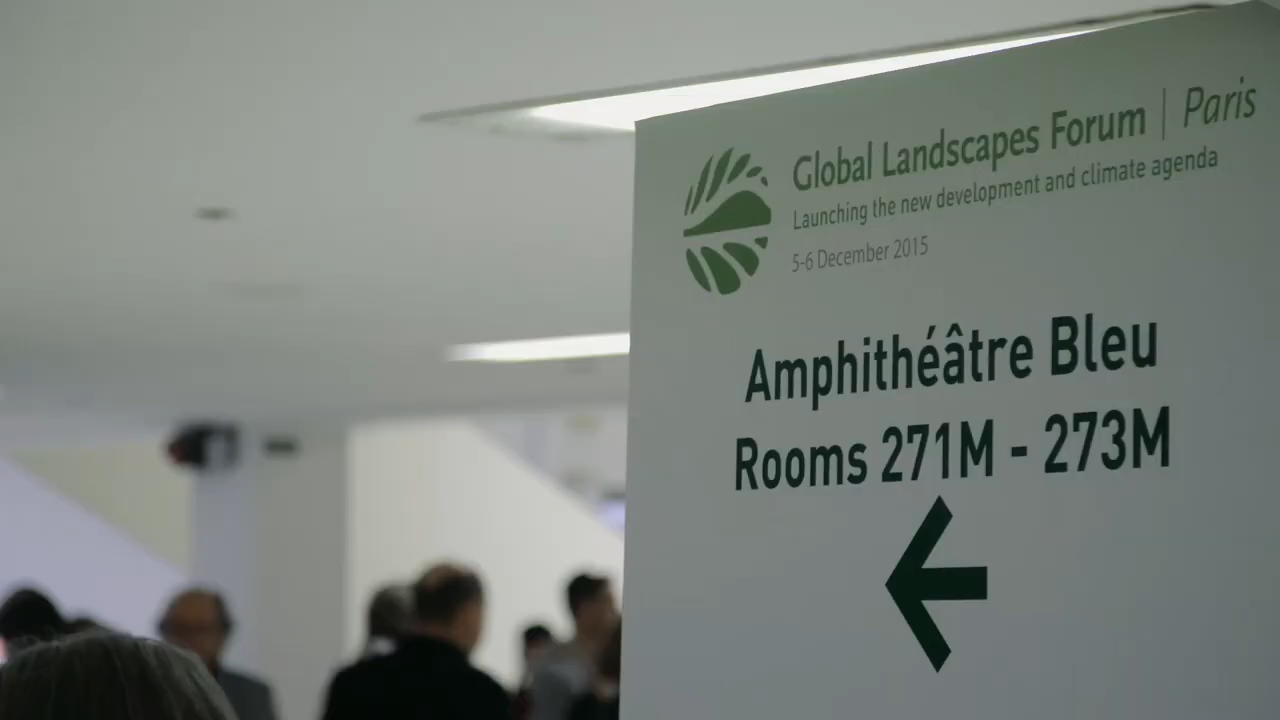 Global Landscapes Forum | Paris
Launching the new development and climate agenda
5-6 December 2015
Amphithéâtre Bleu
Rooms 271M - 273M